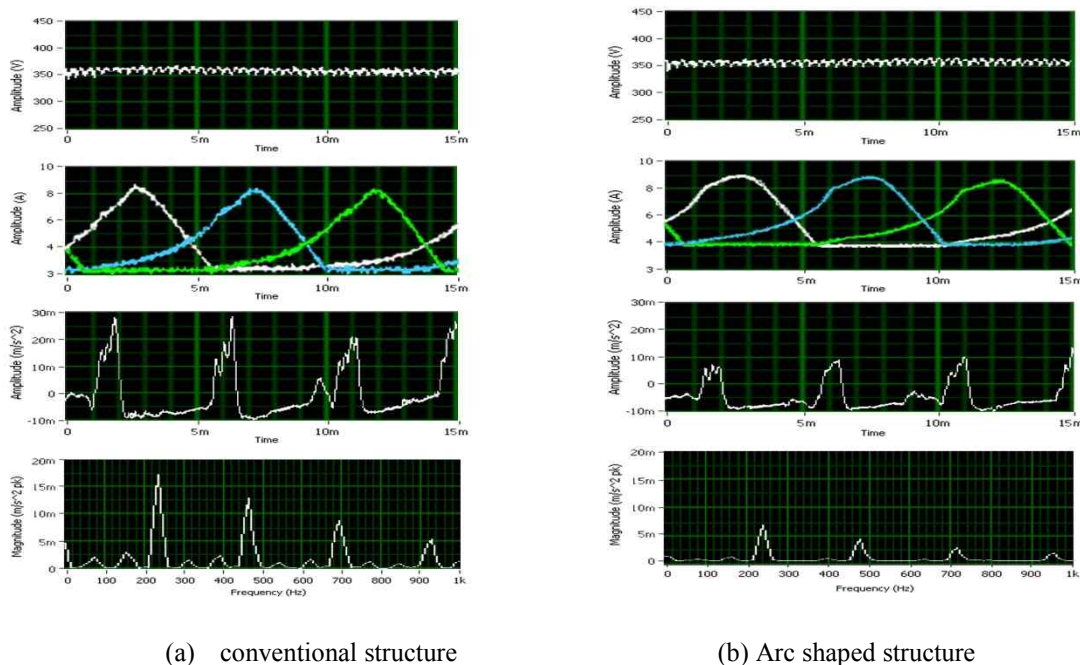 450
400
350
300
250
Amplitude (V)
0 5m 10m 15m
Time
10
8
6
4
3
Amplitude (A)
0 5m 10m 15m
Time
30m
20m
10m
0
-10m
Amplitude (m/s^2)
0 5m 10m 15m
Time
20m
15m
10m
5m
0
Magnitude (m/s^2 pk)
0 100 200 300 400 500 600 700 800 900 1k
Frequency (Hz)
(a) conventional structure
450
400
350
300
250
Amplitude (V)
0 5m 10m 15m
Time
10
8
6
4
3
Amplitude (A)
0 5m 10m 15m
Time
30m
20m
10m
0
-10m
Amplitude (m/s^2)
0 5m 10m 15m
Time
20m
15m
10m
5m
0
Magnitude (m/s^2 pk)
0 100 200 300 400 500 600 700 800 900 1k
Frequency (Hz)
(b) Arc shaped structure